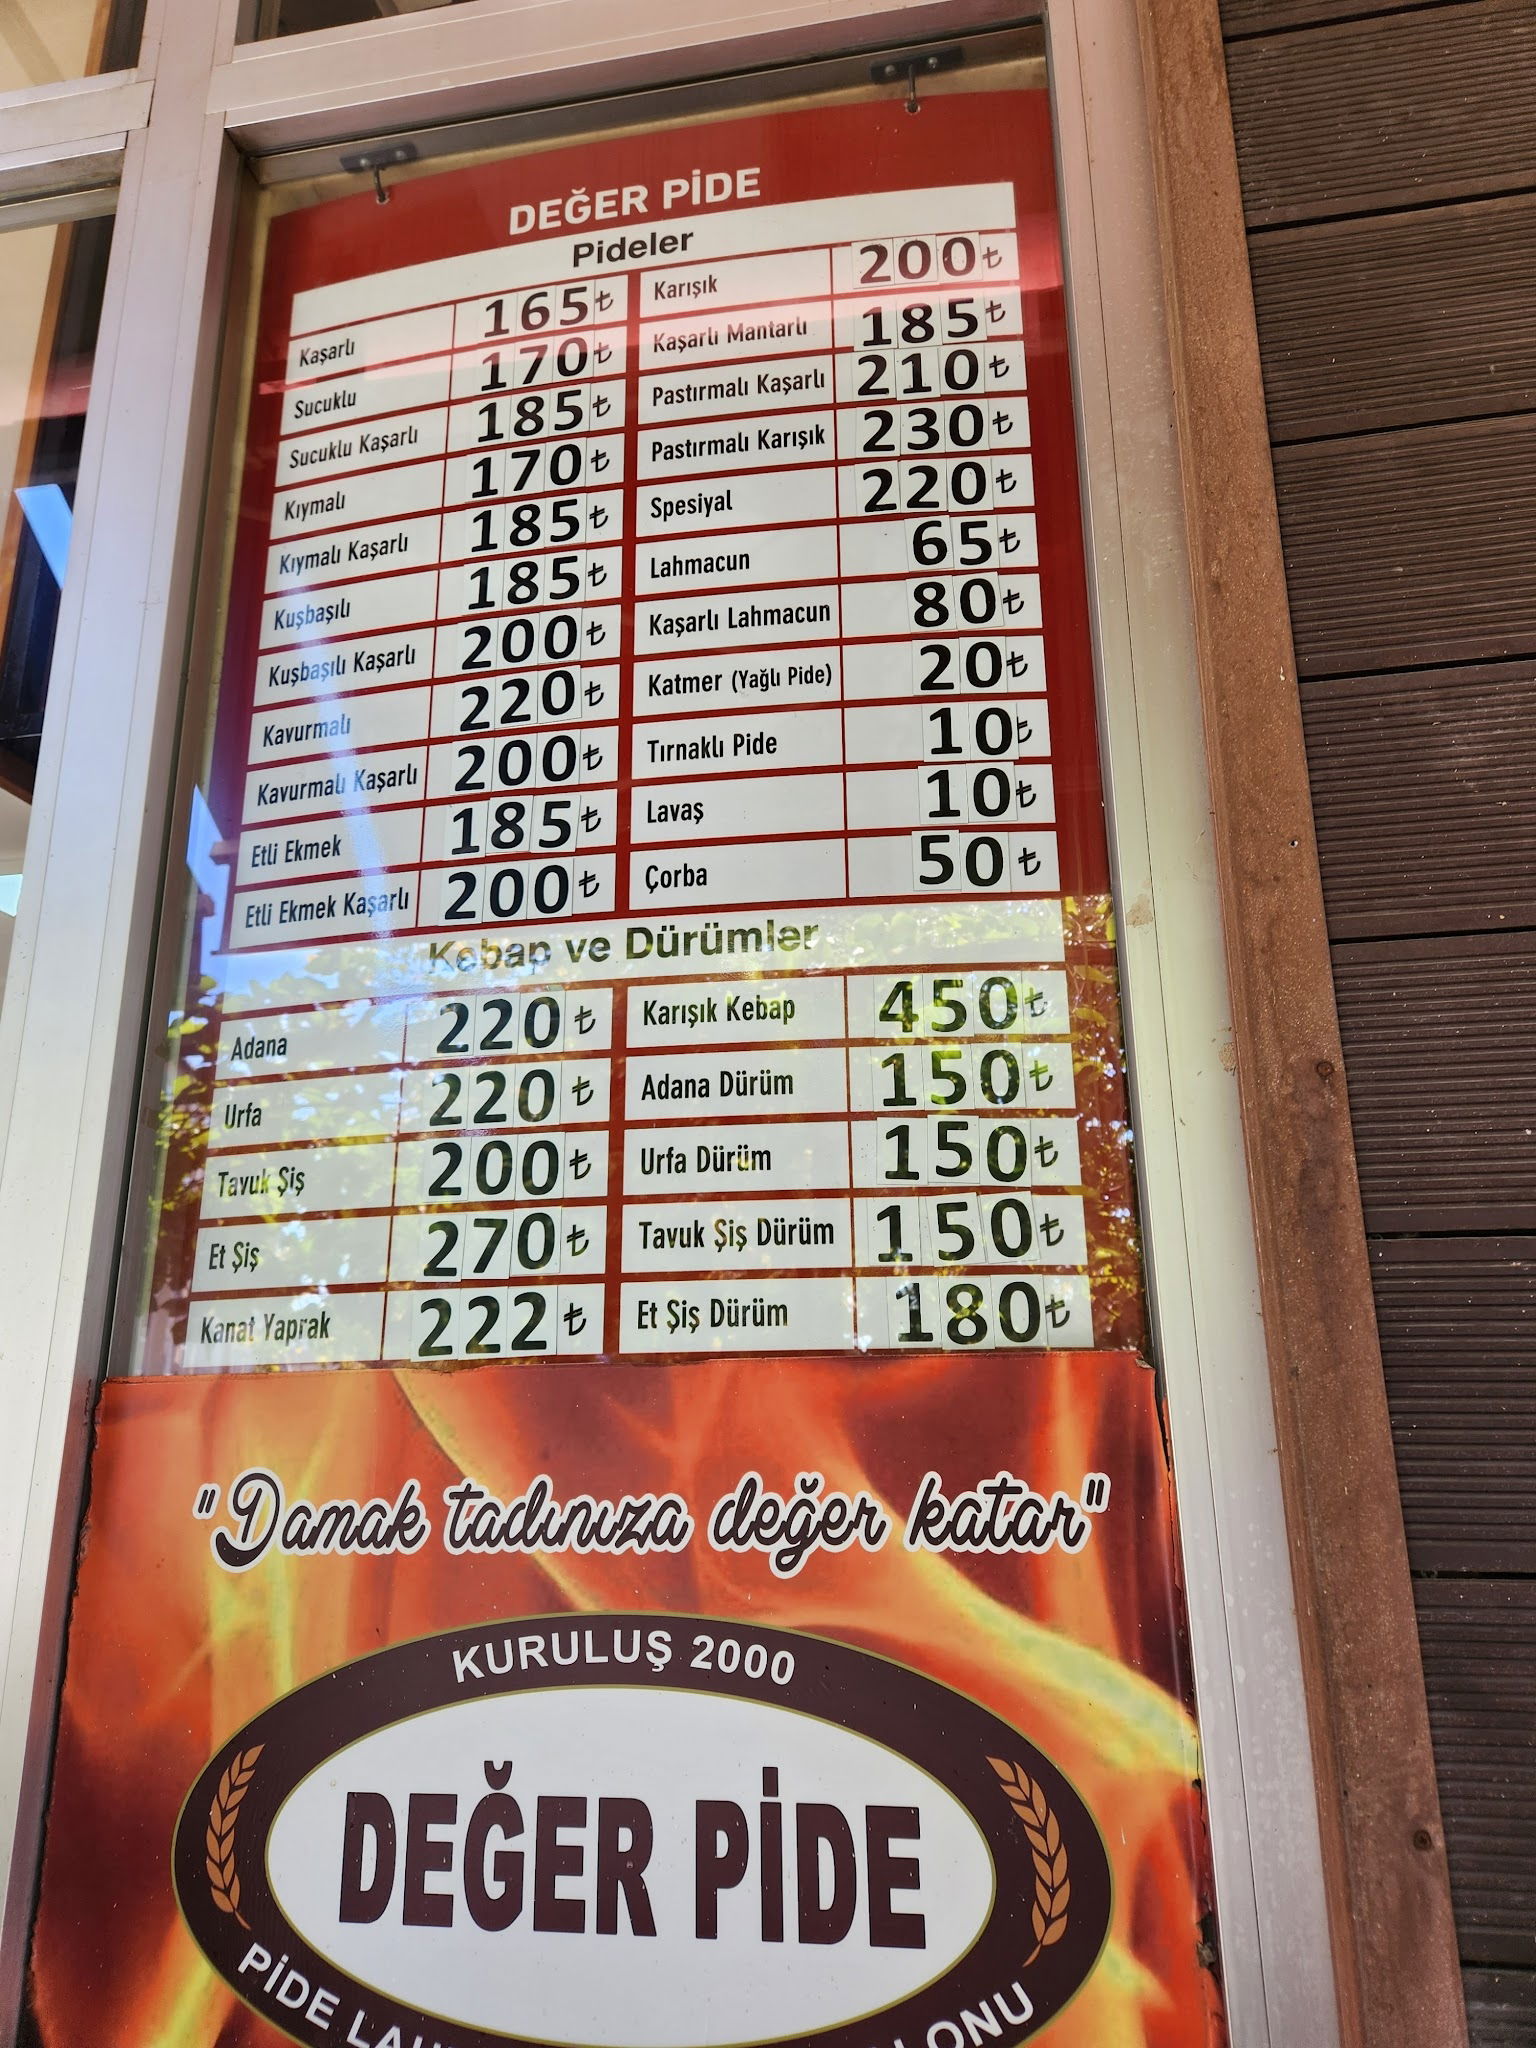 DEĞER PİDE
Pideler
Kaşarlı 165₺
Sucuklu 170₺
Sucuklu Kaşarlı 185₺
Kıymalı 170₺
Kıymalı Kaşarlı 185₺
Kuşbaşılı 185₺
Kuşbaşılı Kaşarlı 200₺
Kavurmalı 220₺
Kavurmalı Kaşarlı 200₺
Etli Ekmek 185₺
Etli Ekmek Kaşarlı 200₺
Karışık 200₺
Kaşarlı Mantarlı 185₺
Pastırmalı Kaşarlı 210₺
Pastırmalı Karışık 230₺
Spesiyal 220₺
Lahmacun 65₺
Kaşarlı Lahmacun 80₺
Katmer (Yağlı Pide) 20₺
Tırnaklı Pide 10₺
Lavaş 10₺
Çorba 50₺
Kebap ve Dürümler
Adana 220₺
Urfa 220₺
Tavuk Şiş 200₺
Et Şiş 270₺
Kanat Yaprak 222₺
Karışık Kebap 450₺
Adana Dürüm 150₺
Urfa Dürüm 150₺
Tavuk Şiş Dürüm 150₺
Et Şiş Dürüm 180₺
"Damak tadınıza değer katar"
KURULUŞ 2000
DEĞER PİDE
PİDE